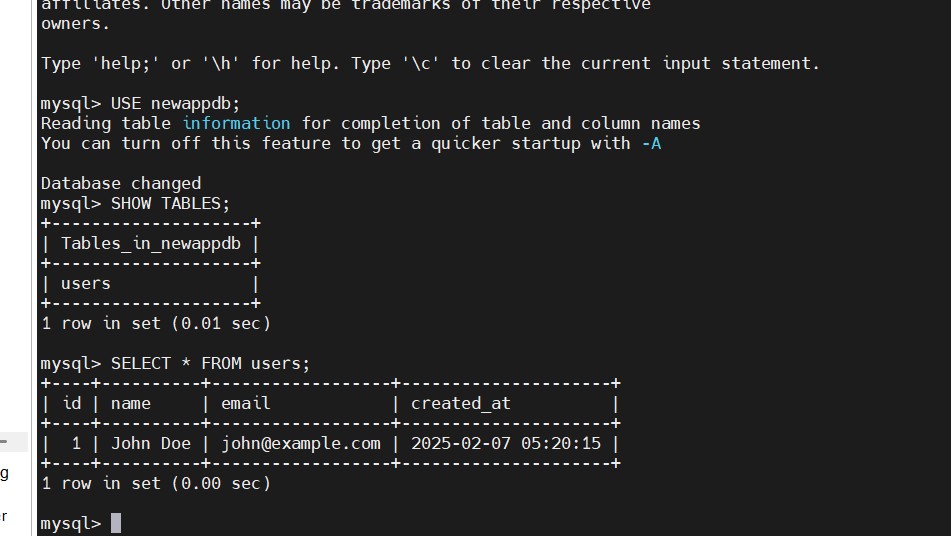 affiliates. Other names may be trademarks of their respective
owners.
Type 'help;' or '\h' for help. Type '\c' to clear the current input statement.
mysql> USE newappdb;
Reading table information for completion of table and column names
You can turn off this feature to get a quicker startup with -A
Database changed
mysql> SHOW TABLES;
+--------------------+
| Tables_in_newappdb |
+--------------------+
| users              |
+--------------------+
1 row in set (0.01 sec)
mysql> SELECT * FROM users;
+----+----------+------------------+---------------------+
| id | name     | email            | created_at          |
+----+----------+------------------+---------------------+
|  1 | John Doe | john@example.com | 2025-02-07 05:20:15 |
+----+----------+------------------+---------------------+
g
1 row in set (0.00 sec)
er
mysql>